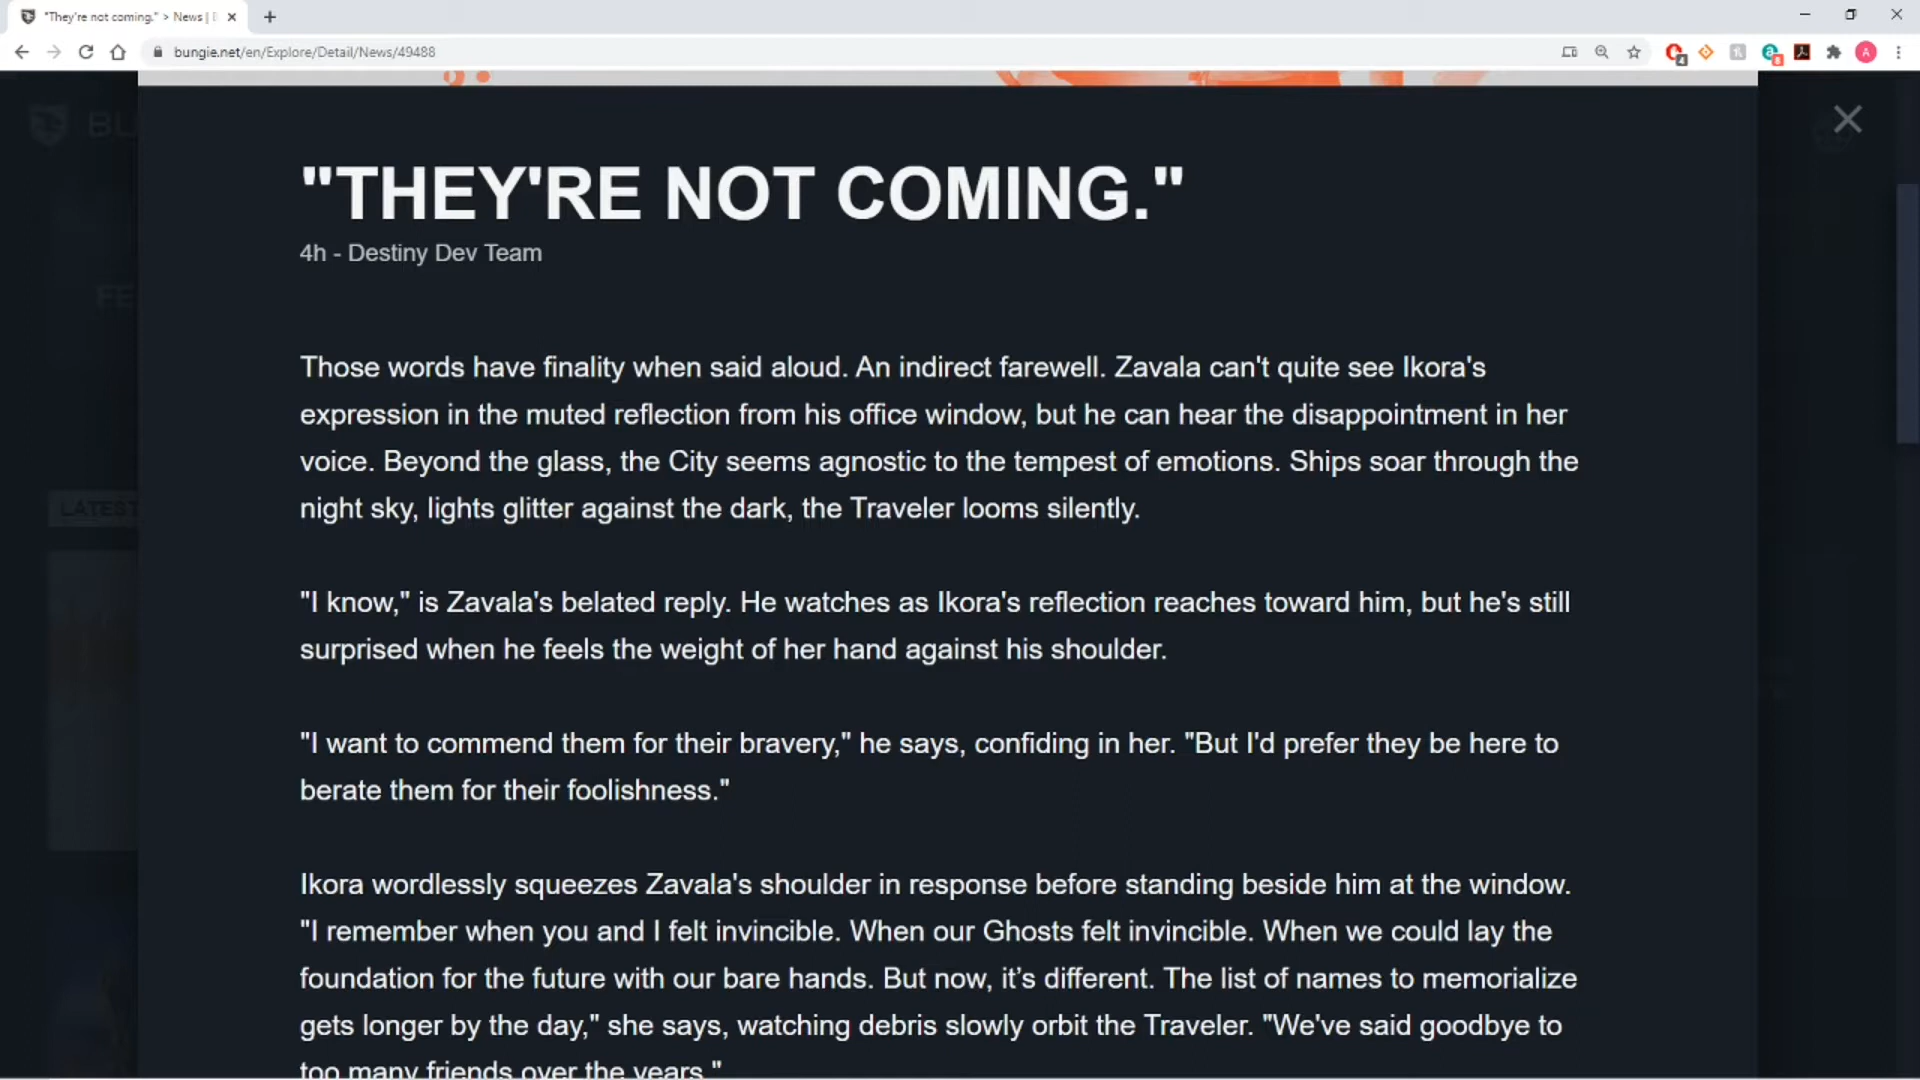 "They're not coming." > News |
bungie.net/en/Explore/Detail/News/49488
"THEY'RE NOT COMING."
4h - Destiny Dev Team
Those words have finality when said aloud. An indirect farewell. Zavala can't quite see Ikora's
expression in the muted reflection from his office window, but he can hear the disappointment in her
voice. Beyond the glass, the City seems agnostic to the tempest of emotions. Ships soar through the
night sky, lights glitter against the dark, the Traveler looms silently.
LATEST
"I know," is Zavala's belated reply. He watches as Ikora's reflection reaches toward him, but he's still
surprised when he feels the weight of her hand against his shoulder.
"I want to commend them for their bravery," he says, confiding in her. "But I'd prefer they be here to
berate them for their foolishness."
Ikora wordlessly squeezes Zavala's shoulder in response before standing beside him at the window.
"I remember when you and I felt invincible. When our Ghosts felt invincible. When we could lay the
foundation for the future with our bare hands. But now, it’s different. The list of names to memorialize
gets longer by the day," she says, watching debris slowly orbit the Traveler. "We've said goodbye to
too many friends over the years."